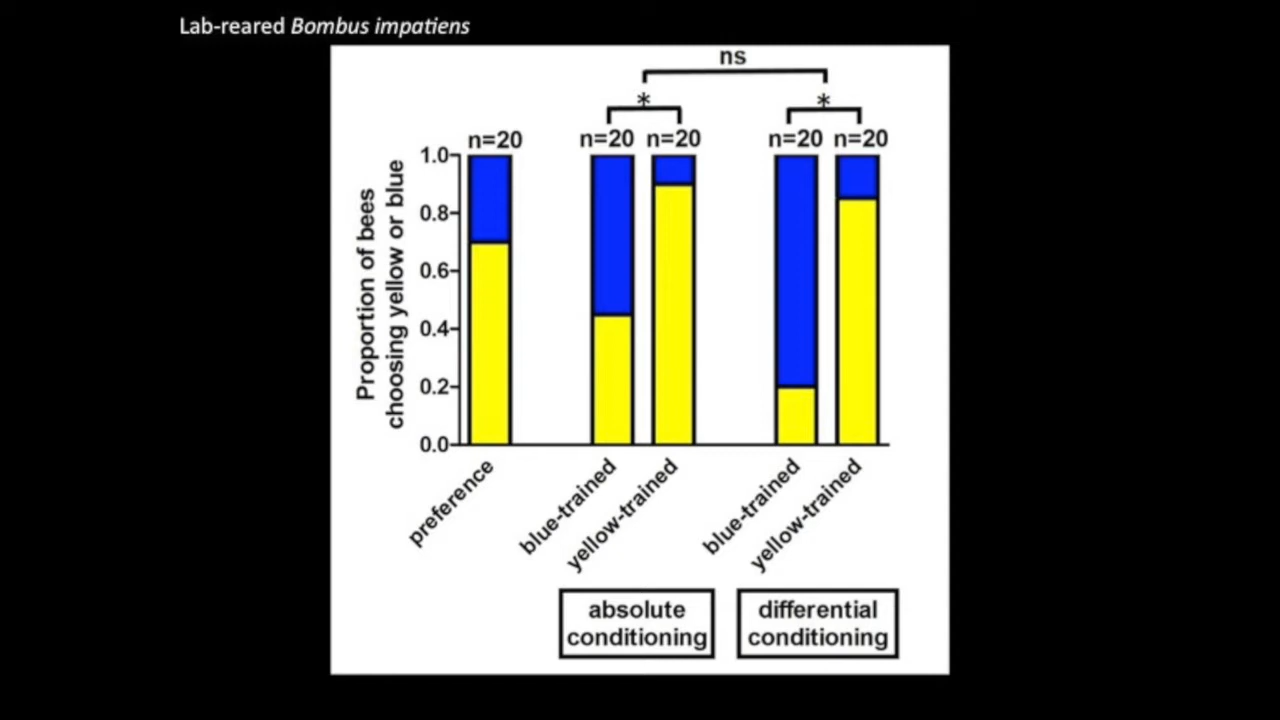 Lab-reared Bombus impatiens
ns
* *
n=20 n=20 n=20 n=20 n=20
Proportion of bees
choosing yellow or blue
1.0
0.8
0.6
0.4
0.2
0.0
preference
blue-trained
yellow-trained
blue-trained
yellow-trained
absolute
conditioning
differential
conditioning